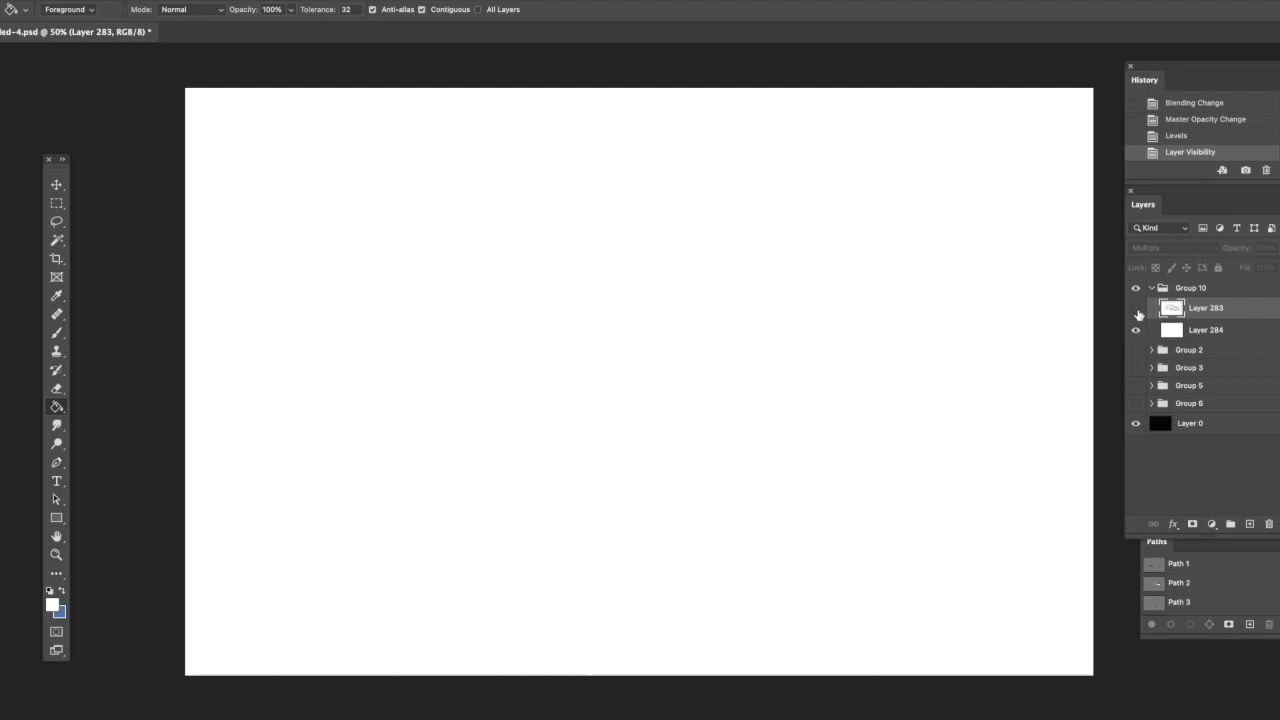 Foreground Mode: Normal Opacity: 100% Tolerance: 32 Anti-alias Contiguous All Layers
led-4.psd @ 50% (Layer 283, RGB/8) *
History
Blending Change
Master Opacity Change
Levels
Layer Visibility
Layers
Kind
Multiply Opacity: 100%
Lock: Fill: 100%
Group 10
Layer 283
Layer 284
Group 2
Group 3
Group 5
Group 6
Layer 0
fx
Paths
Path 1
Path 2
Path 3